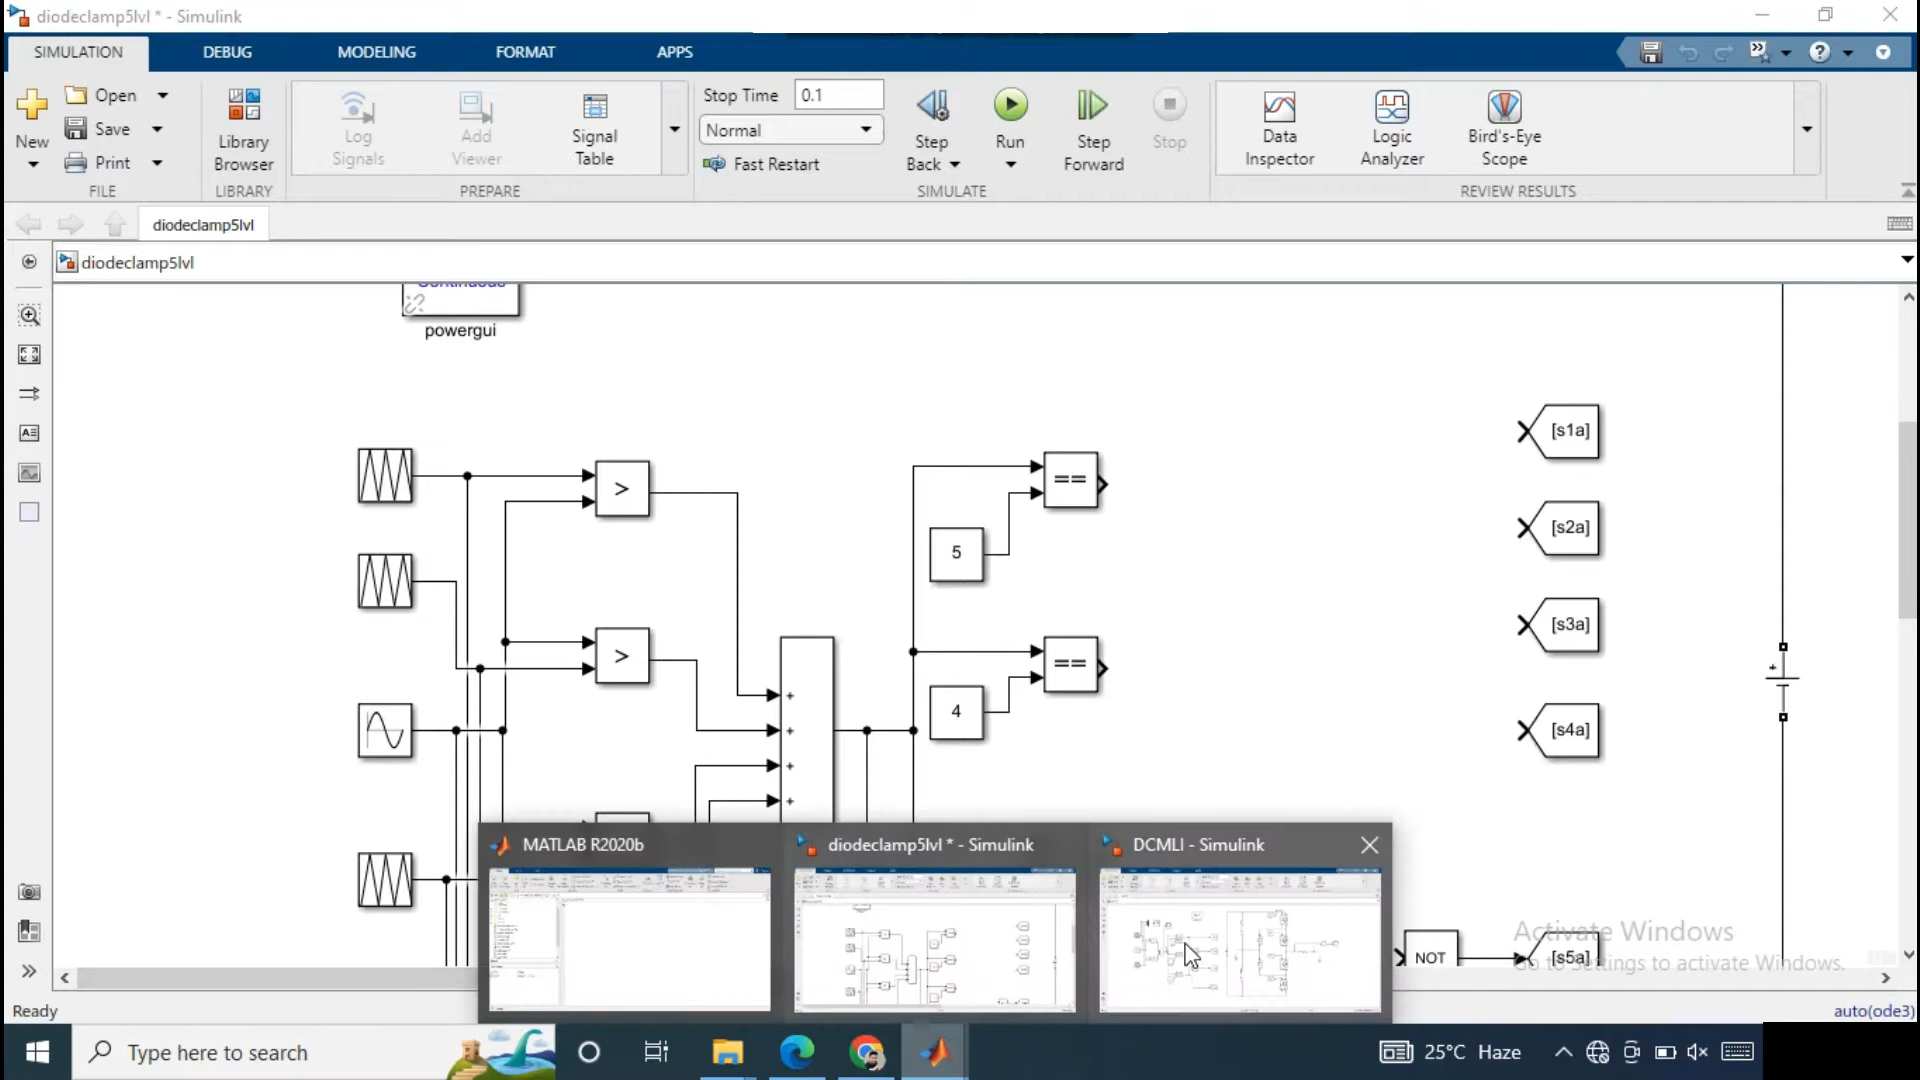 diodeclamp5lvl * - Simulink
SIMULATION DEBUG MODELING FORMAT APPS
New
Open
Save
Print
FILE
Library Browser
LIBRARY
Log Signals
Add Viewer
Signal Table
PREPARE
Stop Time 0.1
Normal
Fast Restart
Step Back
Run
Step Forward
Stop
SIMULATE
Data Inspector
Logic Analyzer
Bird's-Eye Scope
REVIEW RESULTS
diodeclamp5lvl
diodeclamp5lvl
Continuous
powergui
[s1a]
>
==
5
[s2a]
[s3a]
>
==
4
[s4a]
+
+
+
+
+
MATLAB R2020b
diodeclamp5lvl * - Simulink
DCMLI - Simulink
NOT
[s5a]
Activate Windows
Go to Settings to activate Windows.
Ready
auto(ode3)
Type here to search
25°C Haze